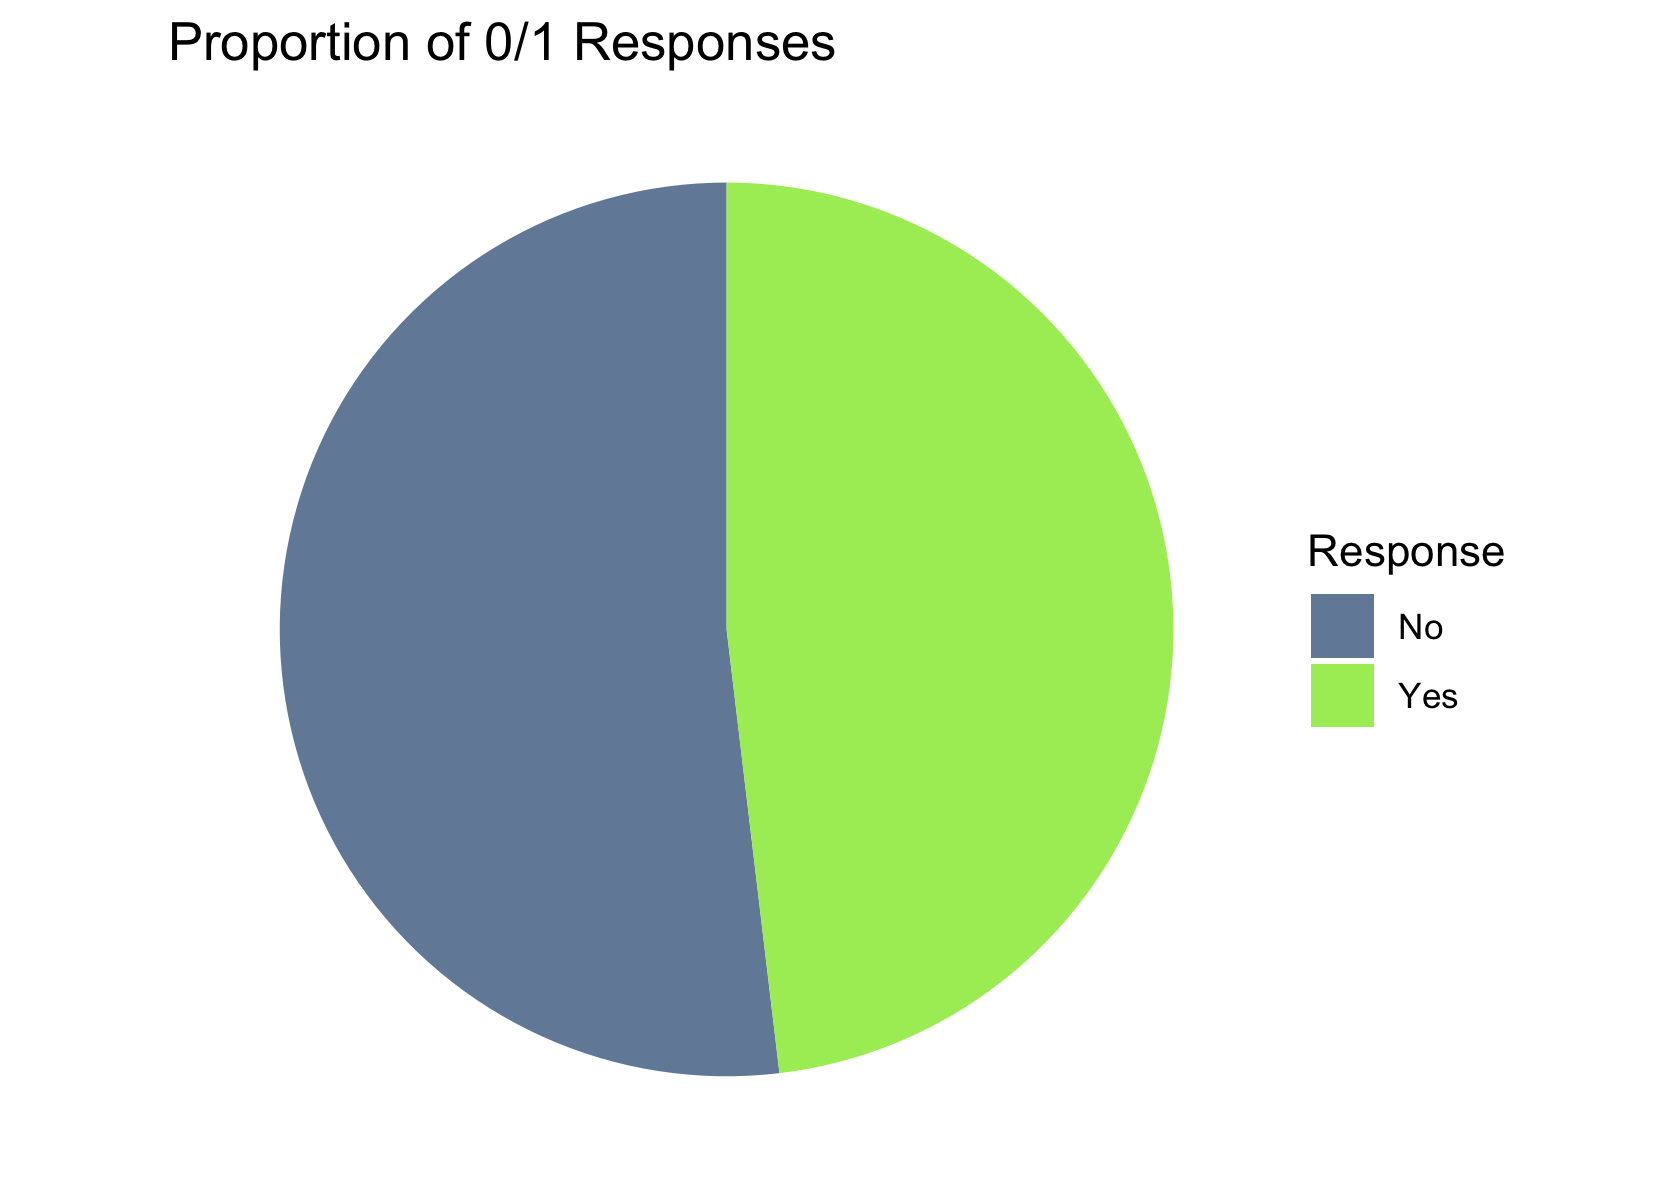 Proportion of 0/1 Responses
Response
No
Yes